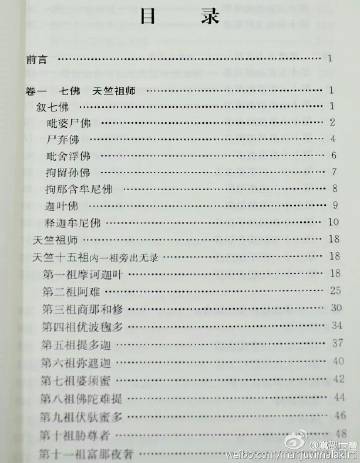 目 录
前言 ………… 1
卷一 七佛 天竺祖师 ………… 1
叙七佛 ………… 1
毗婆尸佛 ………… 2
尸弃佛 ………… 4
毗舍浮佛 ………… 6
拘留孙佛 ………… 7
拘那含牟尼佛 ………… 8
迦叶佛 ………… 9
释迦牟尼佛 ………… 10
天竺祖师 ………… 18
天竺十五祖内一祖旁出无录 ………… 18
第一祖摩诃迦叶 ………… 18
第二祖阿难 ………… 25
第三祖商那和修 ………… 30
第四祖优波毱多 ………… 34
第五祖提多迦 ………… 37
第六祖弥遮迦 ………… 40
第七祖婆须蜜 ………… 42
第八祖佛陀难提 ………… 44
第九祖伏驮蜜多 ………… 46
第十祖胁尊者 ………… 48
第十一祖富那夜奢